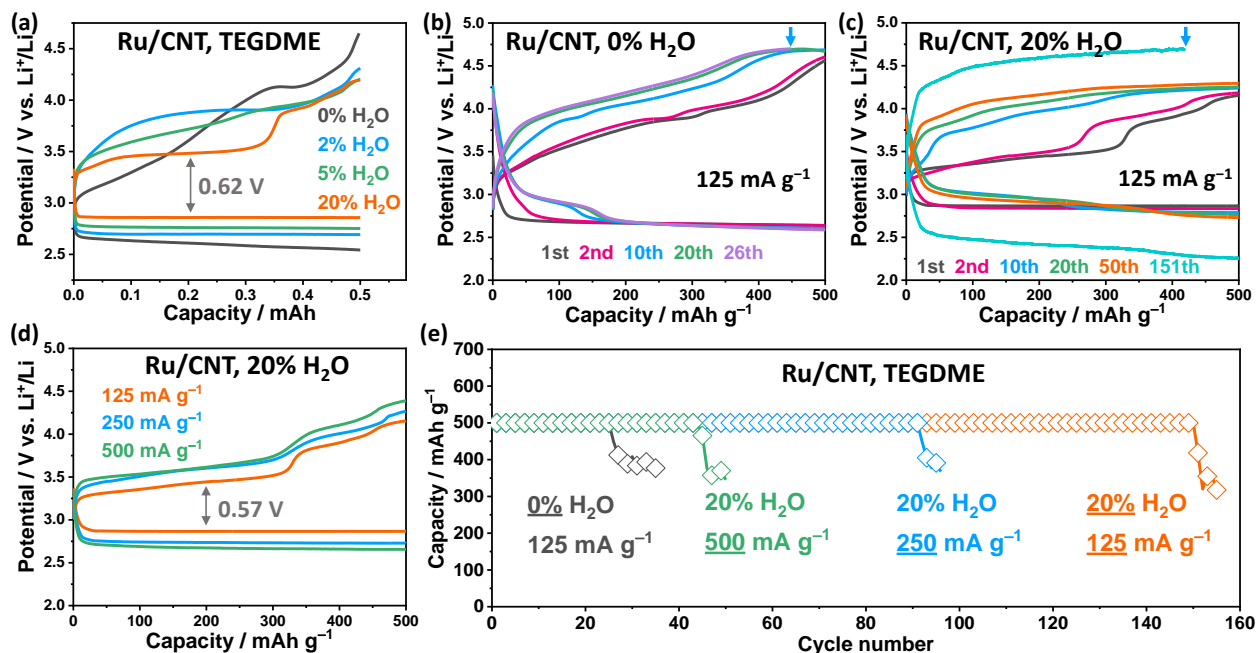 (a)
Ru/CNT, TEGDME
Potential / V vs. Li⁺/Li
4.5
4.0
3.5
3.0
2.5
0% H₂O
2% H₂O
5% H₂O
20% H₂O
0.62 V
0.0 0.1 0.2 0.3 0.4 0.5
Capacity / mAh
(b)
Ru/CNT, 0% H₂O
Potential / V vs. Li⁺/Li
5.0
4.5
4.0
3.5
3.0
2.5
2.0
125 mA g⁻¹
1st 2nd 10th 20th 26th
0 100 200 300 400 500
Capacity / mAh g⁻¹
(c)
Ru/CNT, 20% H₂O
Potential / V vs. Li⁺/Li
5.0
4.5
4.0
3.5
3.0
2.5
2.0
125 mA g⁻¹
1st 2nd 10th 20th 50th 151th
0 100 200 300 400 500
Capacity / mAh g⁻¹
(d)
Ru/CNT, 20% H₂O
Potential / V vs. Li⁺/Li
5.0
4.5
4.0
3.5
3.0
2.5
2.0
125 mA g⁻¹
250 mA g⁻¹
500 mA g⁻¹
0.57 V
0 100 200 300 400 500
Capacity / mAh g⁻¹
(e)
Ru/CNT, TEGDME
Capacity / mAh g⁻¹
700
600
500
400
300
200
100
0
0% H₂O
125 mA g⁻¹
20% H₂O
500 mA g⁻¹
20% H₂O
250 mA g⁻¹
20% H₂O
125 mA g⁻¹
0 20 40 60 80 100 120 140 160
Cycle number